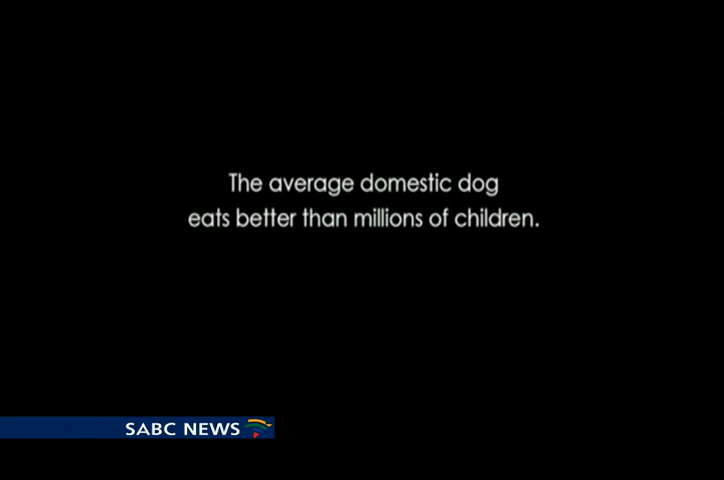 The average domestic dog
eats better than millions of children.
SABC NEWS